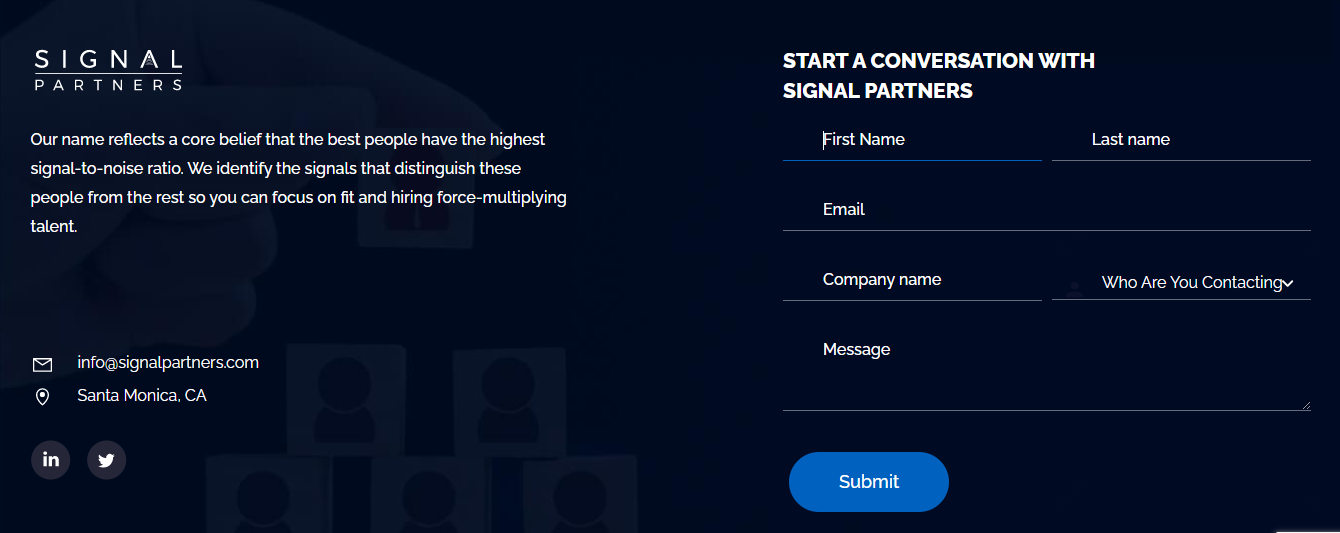 SIGNAL
PARTNERS
Our name reflects a core belief that the best people have the highest
signal-to-noise ratio. We identify the signals that distinguish these
people from the rest so you can focus on fit and hiring force-multiplying
talent.
info@signalpartners.com
Santa Monica, CA
in
START A CONVERSATION WITH
SIGNAL PARTNERS
First Name Last name
Email
Company name Who Are You Contacting
Message
Submit